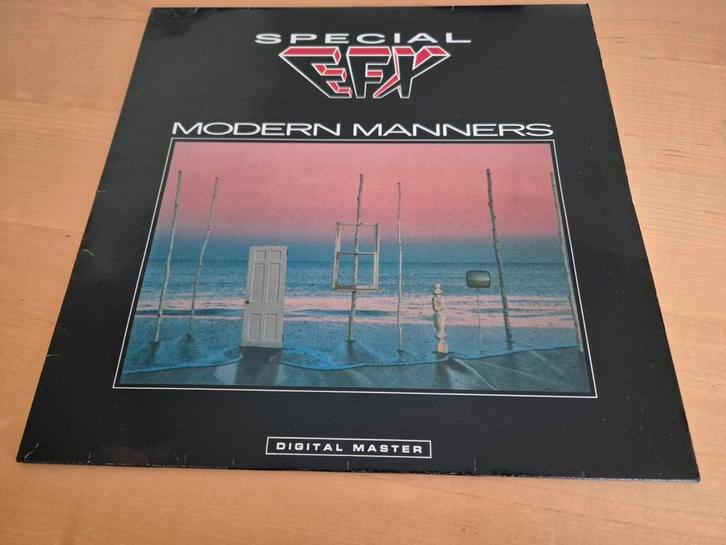 SPECIAL
EFX
MODERN MANNERS
DIGITAL MASTER